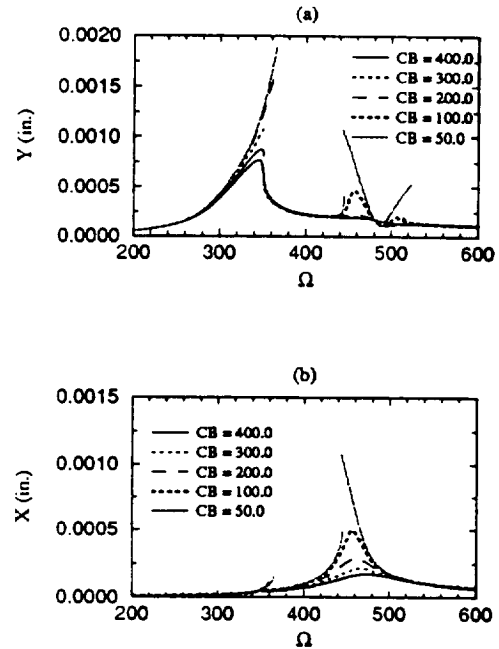 (a)
0.0020
0.0015
0.0010
0.0005
0.0000
Y (in.)
CB = 400.0
CB = 300.0
CB = 200.0
CB = 100.0
CB = 50.0
200 300 400 500 600
Ω
(b)
0.0015
0.0010
0.0005
0.0000
X (in.)
CB = 400.0
CB = 300.0
CB = 200.0
CB = 100.0
CB = 50.0
200 300 400 500 600
Ω